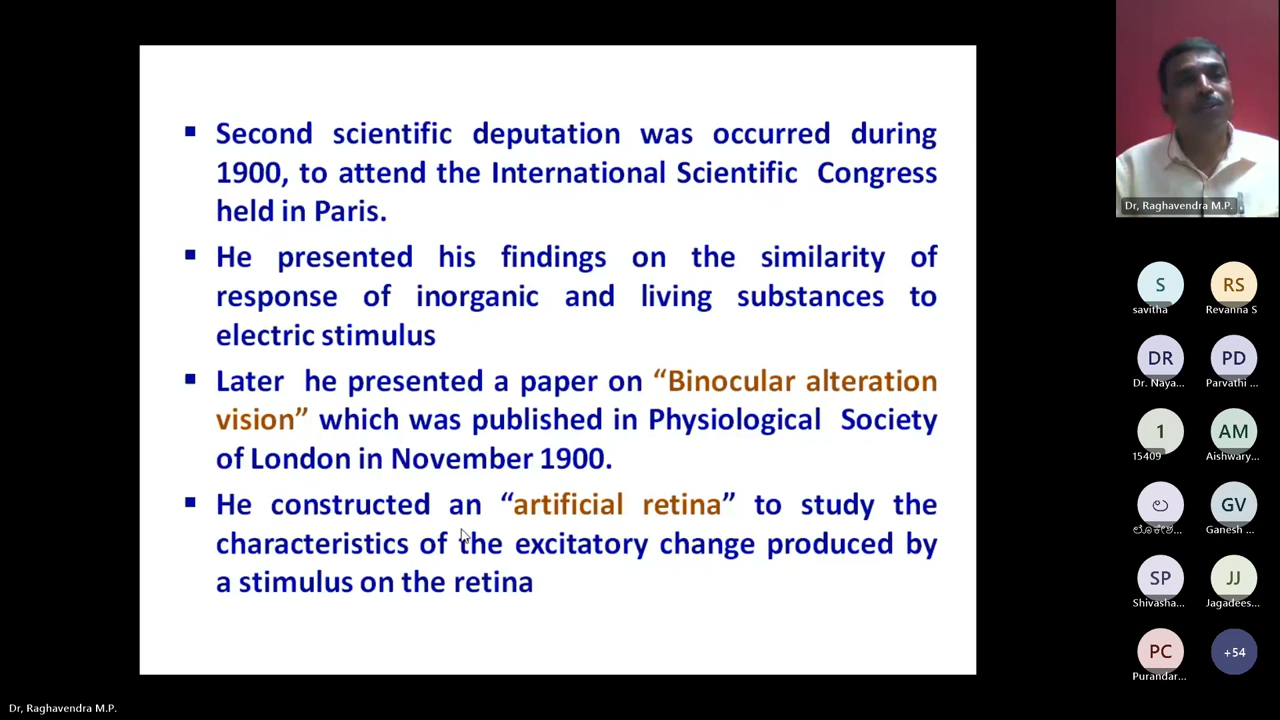 Second scientific deputation was occurred during
1900, to attend the International Scientific Congress
held in Paris.
He presented his findings on the similarity of
response of inorganic and living substances to
electric stimulus
Later he presented a paper on “Binocular alteration
vision” which was published in Physiological Society
of London in November 1900.
He constructed an “artificial retina” to study the
characteristics of the excitatory change produced by
a stimulus on the retina
Dr, Raghavendra M.P.
S
savitha
RS
Revanna S
DR
Dr. Naya...
PD
Parvathi ...
1
15409
AM
Aishwary...
ಲ
ಲೋಕೇಶ...
GV
Ganesh ...
SP
Shivasha...
JJ
Jagadees...
PC
Purandar...
+54
Dr, Raghavendra M.P.